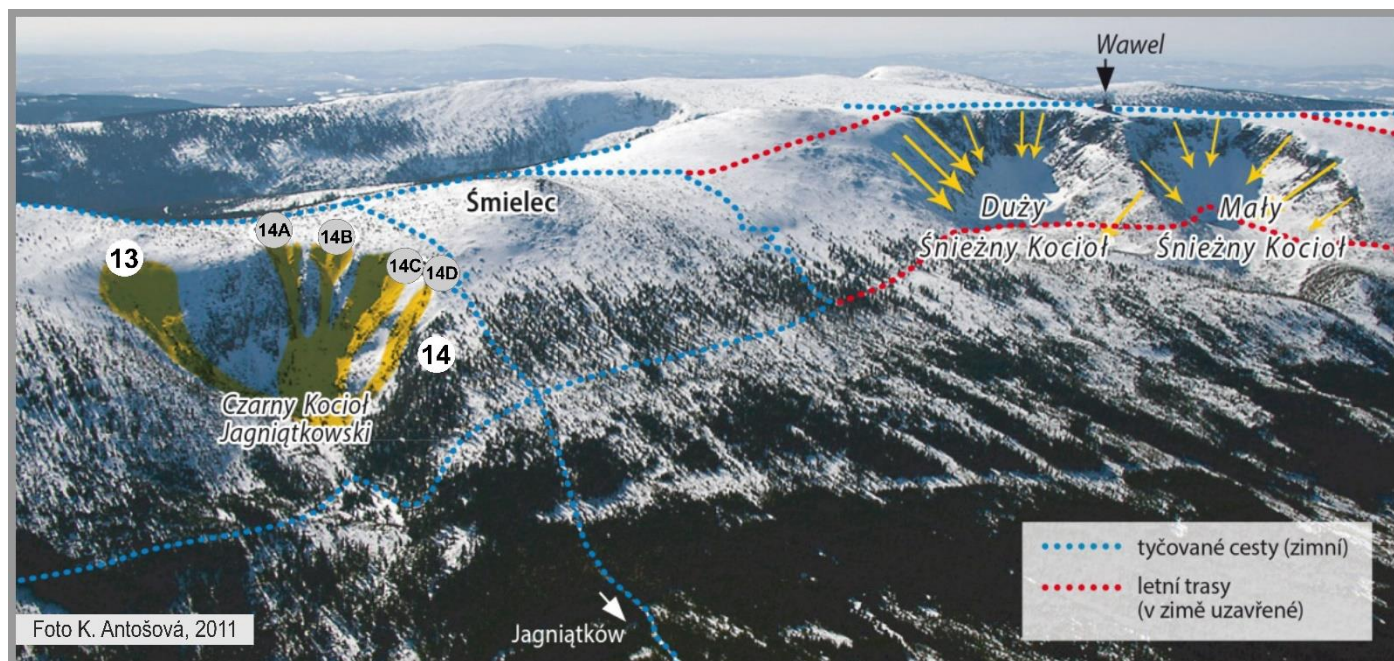 Wawel
Śmielec
14A
14B
13
14C
14D
Duży
Śnieżny Kocioł
Mały
Śnieżny Kocioł
14
Czarny Kocioł
Jagniątkowski
tyčované cesty (zimní)
letní trasy
(v zimě uzavřené)
Foto K. Antošová, 2011
Jagniątków